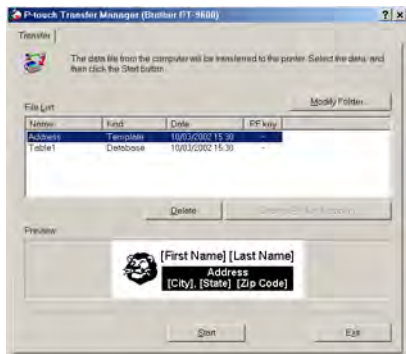 P-touch Transfer Manager (Brother PT-9600)
Transfer
The data file from the computer will be transferred to the printer. Select the data, and
then click the Start button.
Modify Folder...
File List
Name Kind Date PF key
Address Template 10/03/2002 15:30 -
Table1 Database 10/03/2002 15:30 -
Delete
Preview
[First Name] [Last Name]
Address
[City], [State] [Zip Code]
Start Exit